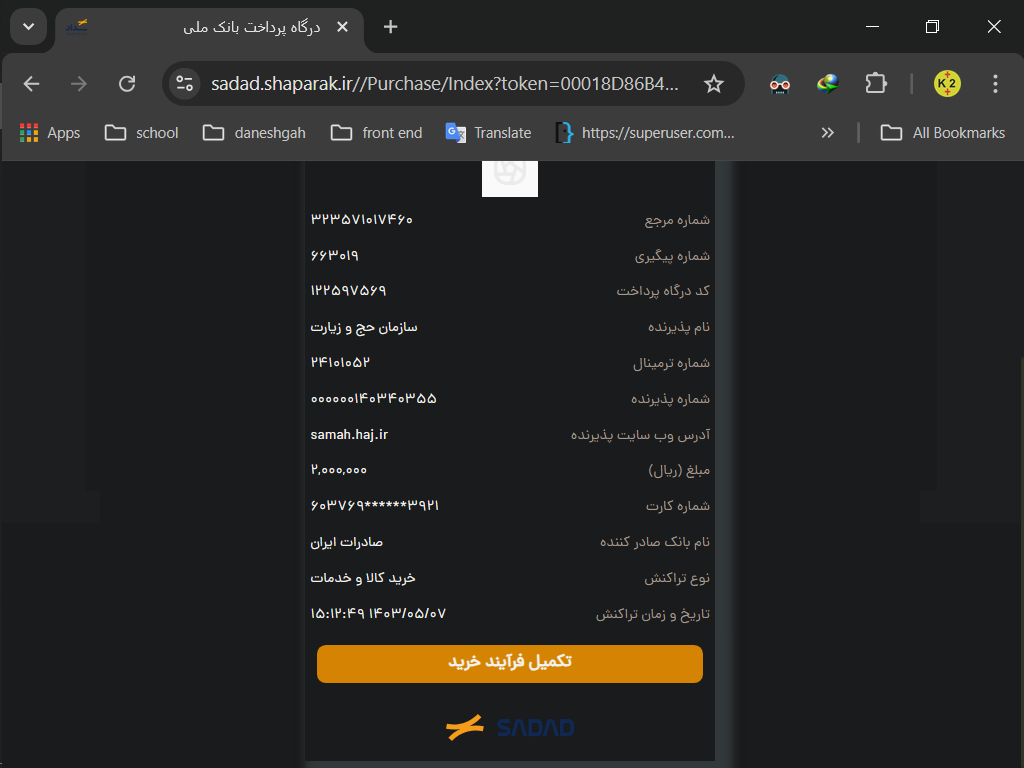 درگاه پرداخت بانک ملی
sadad.shaparak.ir//Purchase/Index?token=00018D86B4...
K2
Apps school daneshgah front end Translate https://superuser.com... All Bookmarks
شماره مرجع ۳۲۳۵۷۱۰۱۷۴۶۰
شماره پیگیری ۶۶۳۰۱۹
کد درگاه پرداخت ۱۲۲۵۹۷۵۶۹
نام پذیرنده سازمان حج و زیارت
شماره ترمینال ۲۴۱۰۱۰۵۲
شماره پذیرنده ۰۰۰۰۰۰۱۴۰۳۴۰۳۵۵
آدرس وب سایت پذیرنده samah.haj.ir
مبلغ (ریال) ۲,۰۰۰,۰۰۰
شماره کارت ۶۰۳۷۶۹******۳۹۲۱
نام بانک صادر کننده صادرات ایران
نوع تراکنش خرید کالا و خدمات
تاریخ و زمان تراکنش ۱۴۰۳/۰۵/۰۷ ۱۵:۱۲:۴۹
تکمیل فرآیند خرید
SADAD